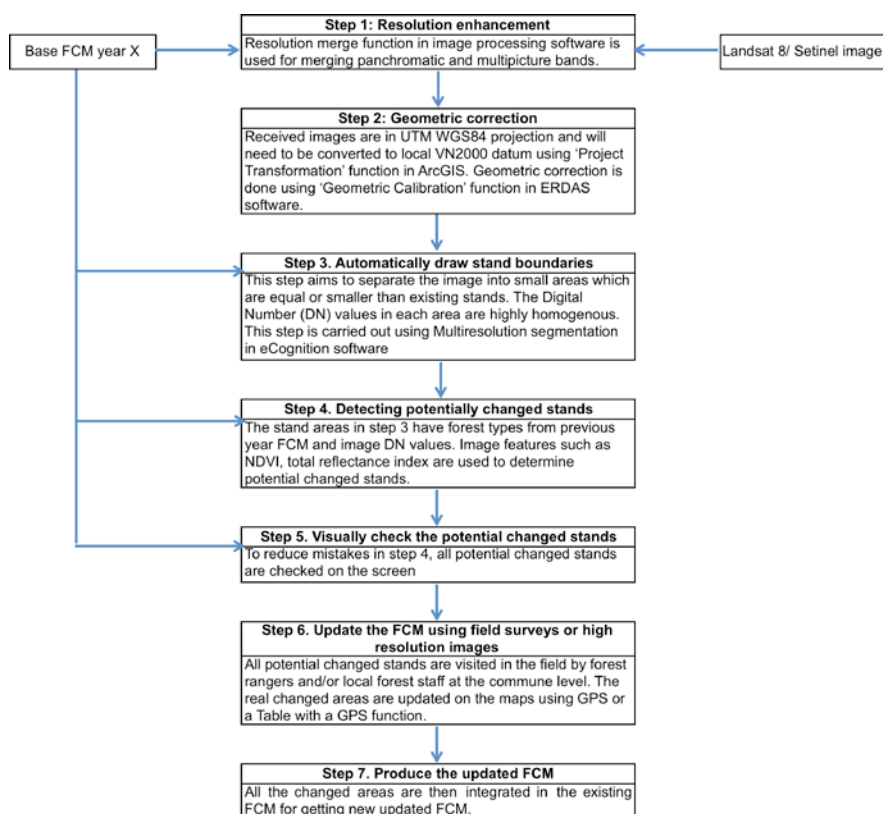 Step 1: Resolution enhancement
Base FCM year X
Resolution merge function in image processing software is
used for merging panchromatic and multipicture bands.
Landsat 8/ Setinel image
Step 2: Geometric correction
Received images are in UTM WGS84 projection and will
need to be converted to local VN2000 datum using ‘Project
Transformation’ function in ArcGIS. Geometric correction is
done using ‘Geometric Calibration’ function in ERDAS
software.
Step 3. Automatically draw stand boundaries
This step aims to separate the image into small areas which
are equal or smaller than existing stands. The Digital
Number (DN) values in each area are highly homogenous.
This step is carried out using Multiresolution segmentation
in eCognition software
Step 4. Detecting potentially changed stands
The stand areas in step 3 have forest types from previous
year FCM and image DN values. Image features such as
NDVI, total reflectance index are used to determine
potential changed stands.
Step 5. Visually check the potential changed stands
To reduce mistakes in step 4, all potential changed stands
are checked on the screen
Step 6. Update the FCM using field surveys or high
resolution images
All potential changed stands are visited in the field by forest
rangers and/or local forest staff at the commune level. The
real changed areas are updated on the maps using GPS or
a Table with a GPS function.
Step 7. Produce the updated FCM
All the changed areas are then integrated in the existing
FCM for getting new updated FCM.